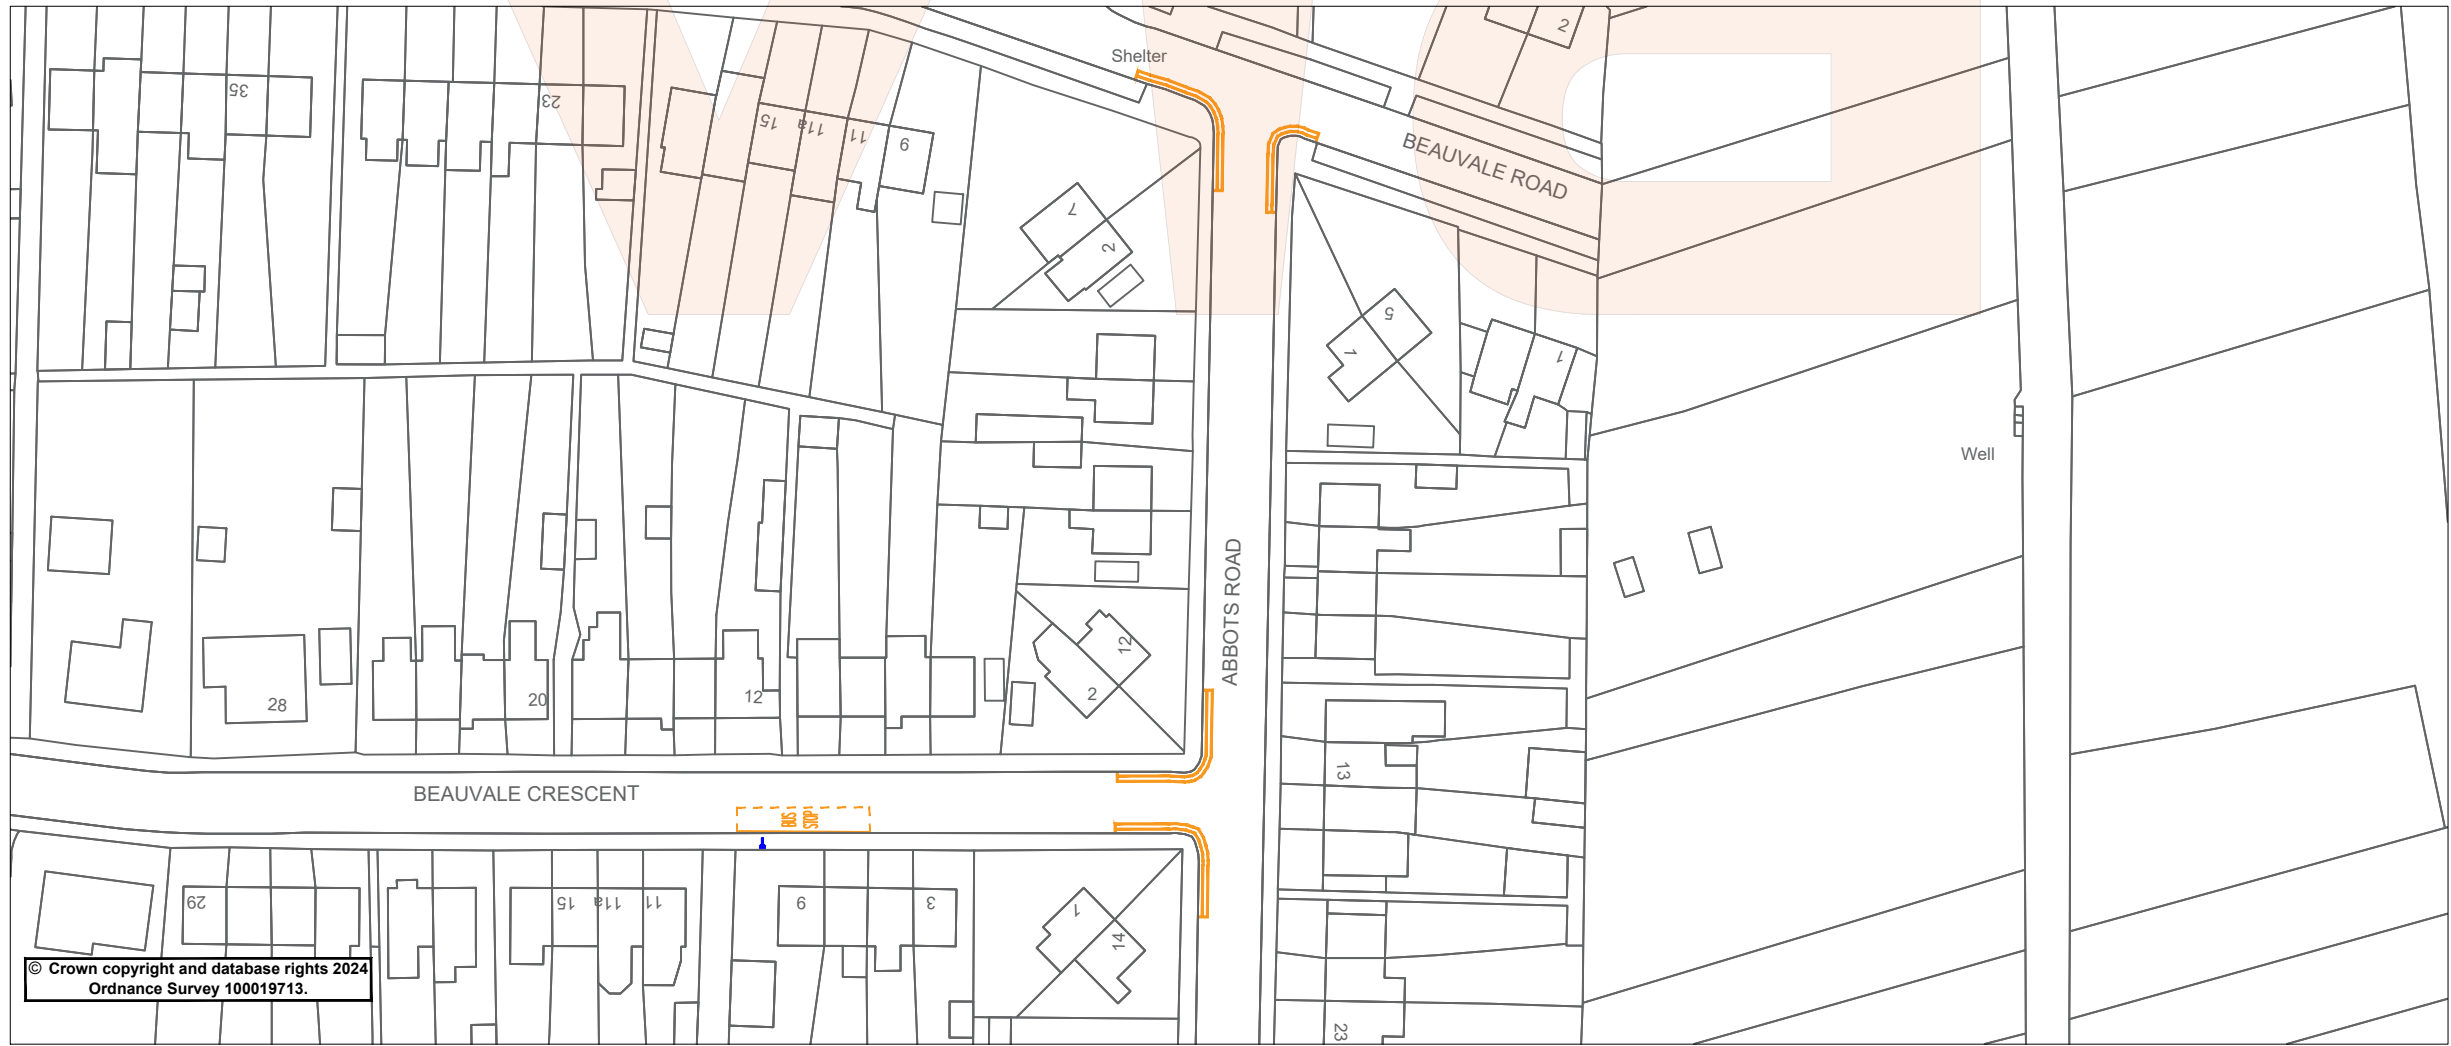 2
Shelter
35
23
15
11a
11
9
BEAUVALE ROAD
7
2
5
1
1
Well
ABBOTS ROAD
12
2
28
20
12
13
BEAUVALE CRESCENT
BUS
STOP
29
15
11a
11
9
3
1
14
23
© Crown copyright and database rights 2024
Ordnance Survey 100019713.